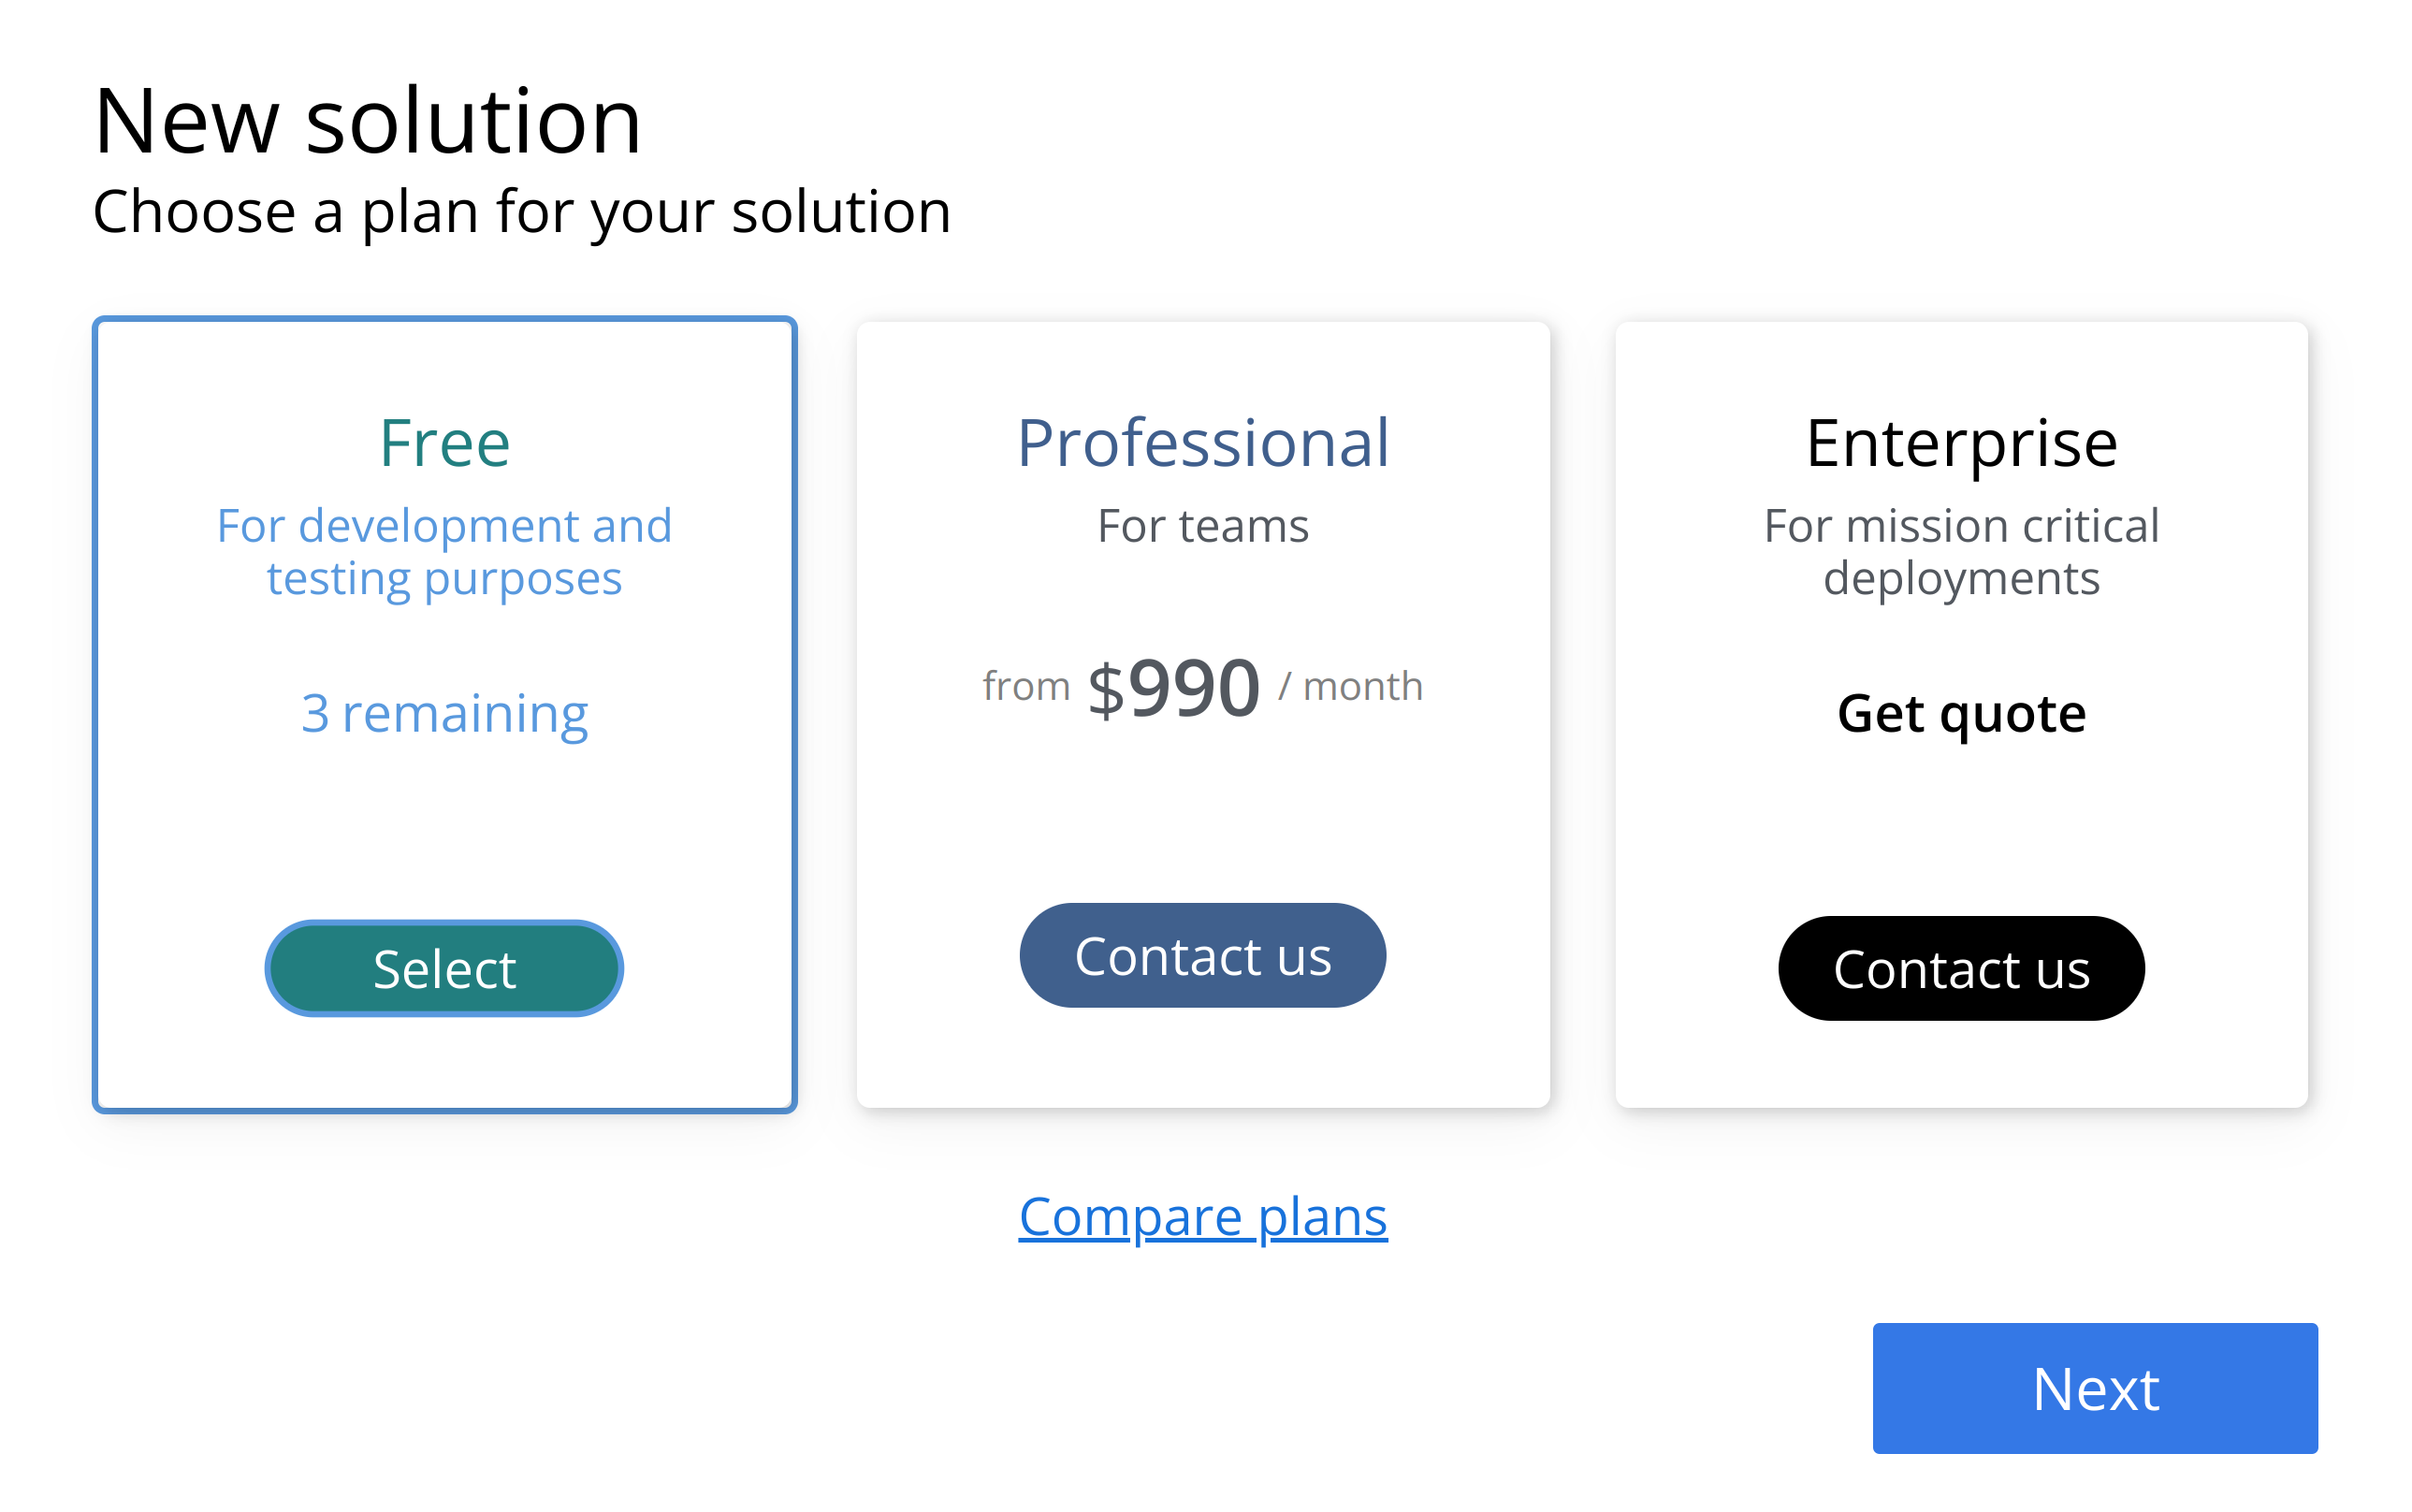 New solution
Choose a plan for your solution
Free
For development and
testing purposes
3 remaining
Select
Professional
For teams
from $990 / month
Contact us
Enterprise
For mission critical
deployments
Get quote
Contact us
Compare plans
Next